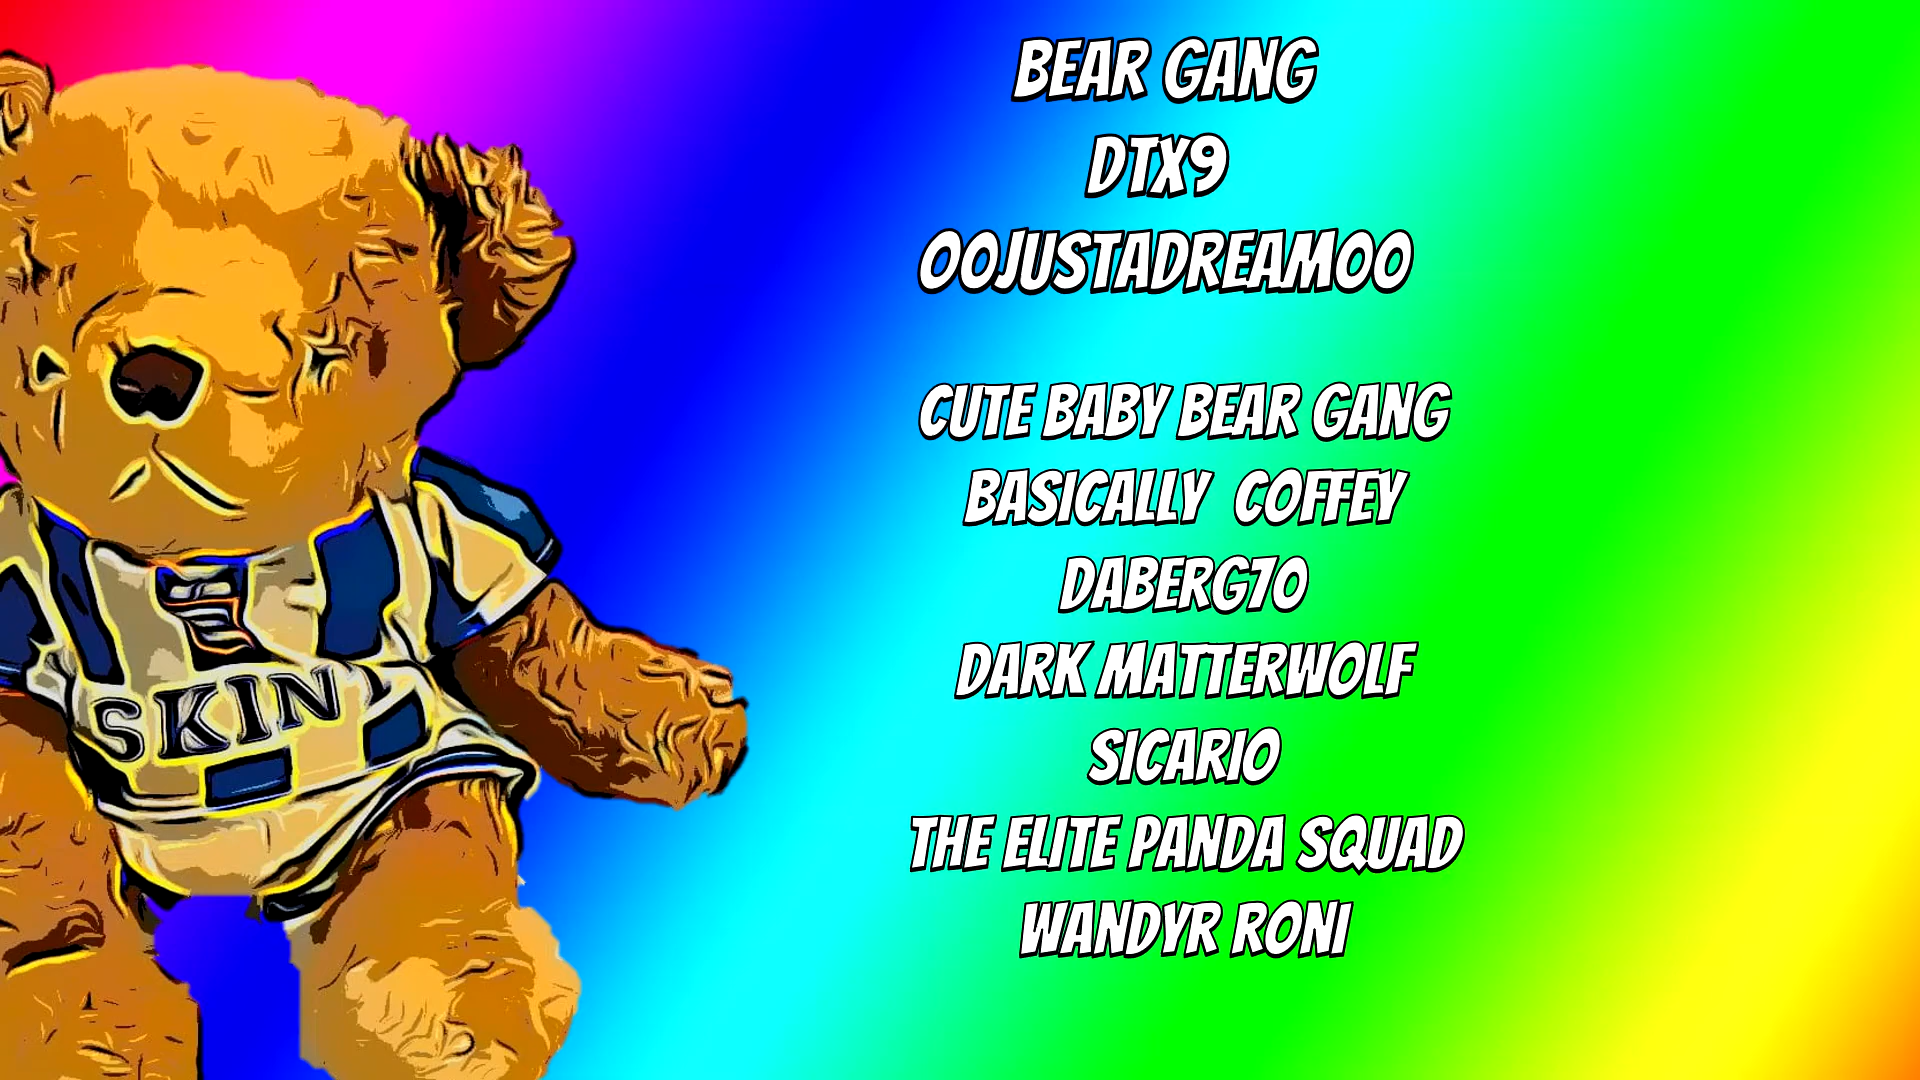 BEAR GANG
DTX9
OOJUSTADREAMOO
CUTE BABY BEAR GANG
BASICALLY COFFEY
DABERG70
DARK MATTERWOLF
SICARIO
THE ELITE PANDA SQUAD
WANDYR RONI
SKIN